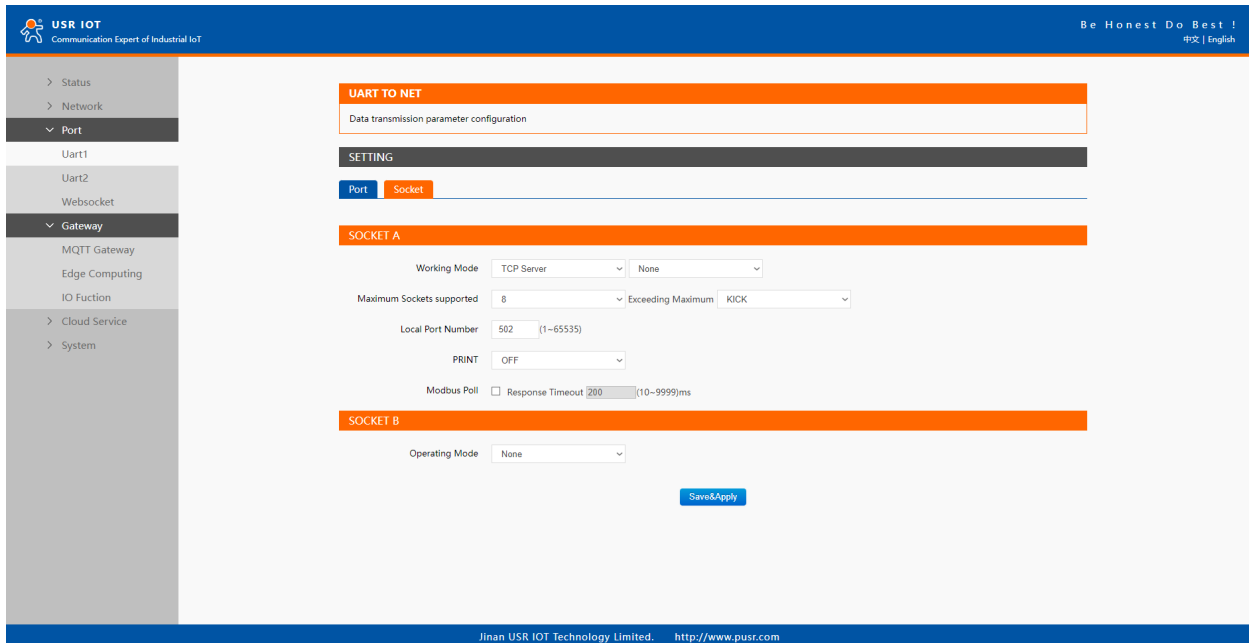 USR IOT
Communication Expert of Industrial IoT
Be Honest Do Best !
中文 | English
Status
Network
Port
Uart1
Uart2
Websocket
Gateway
MQTT Gateway
Edge Computing
IO Fuction
Cloud Service
System
UART TO NET
Data transmission parameter configuration
SETTING
Port Socket
SOCKET A
Working Mode TCP Server None
Maximum Sockets supported 8 Exceeding Maximum KICK
Local Port Number 502 (1~65535)
PRINT OFF
Modbus Poll Response Timeout 200 (10~9999)ms
SOCKET B
Operating Mode None
Save&Apply
Jinan USR IOT Technology Limited. http://www.pusr.com